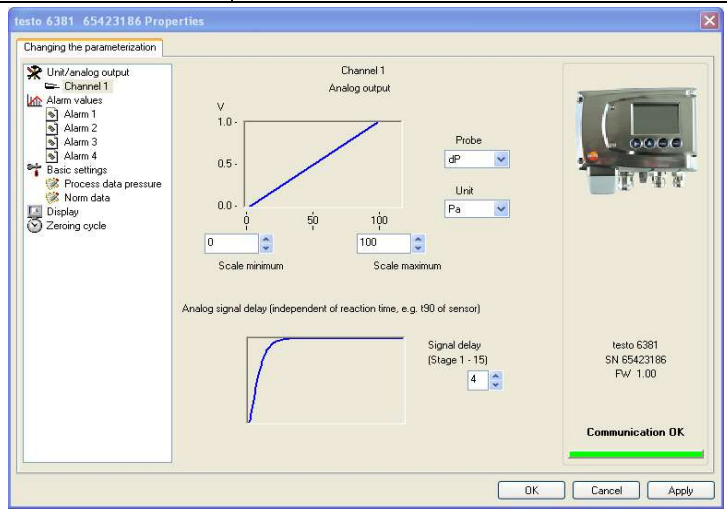 testo 6381 65423186 Properties
Changing the parameterization
Unit/analog output
Channel 1
Alarm values
Alarm 1
Alarm 2
Alarm 3
Alarm 4
Basic settings
Process data pressure
Norm data
Display
Zeroing cycle
Channel 1
Analog output
V
1.0
0.5
0.0
0 50 100
0
100
Scale minimum
Scale maximum
Probe
dP
Unit
Pa
Analog signal delay (independent of reaction time, e.g. t90 of sensor)
Signal delay
(Stage 1 - 15)
4
testo 6381
SN 65423186
FW 1.00
Communication OK
OK
Cancel
Apply